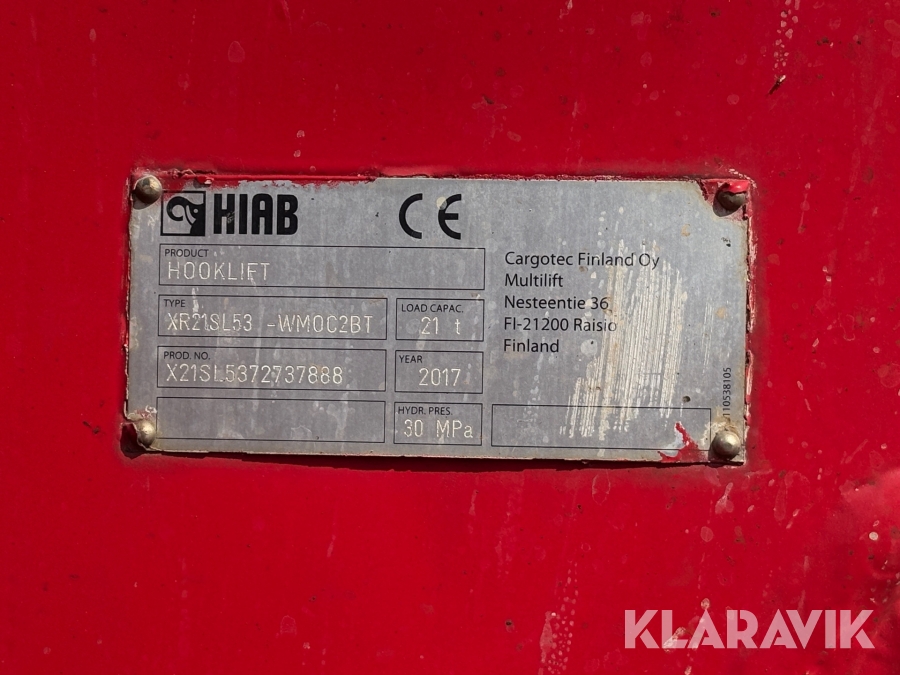 HIAB CE
PRODUCT
HOOKLIFT
TYPE
XR21SL53 -WM0C2BT
LOAD CAPAC.
21 t
PROD. NO.
X21SL5372737888
YEAR
2017
HYDR. PRES.
30 MPa
Cargotec Finland Oy
Multilift
Nesteentie 36
FI-21200 Raisio
Finland
110538105
KLARAVIK